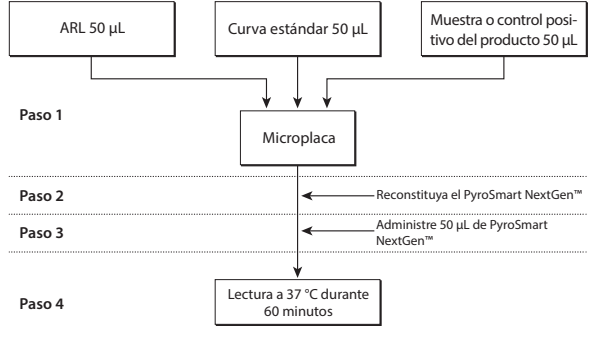 ARL 50 µL
Curva estándar 50 µL
Muestra o control posi-
tivo del producto 50 µL
Paso 1
Microplaca
Paso 2
Reconstituya el PyroSmart NextGen™
Paso 3
Administre 50 µL de PyroSmart
NextGen™
Paso 4
Lectura a 37 °C durante
60 minutos